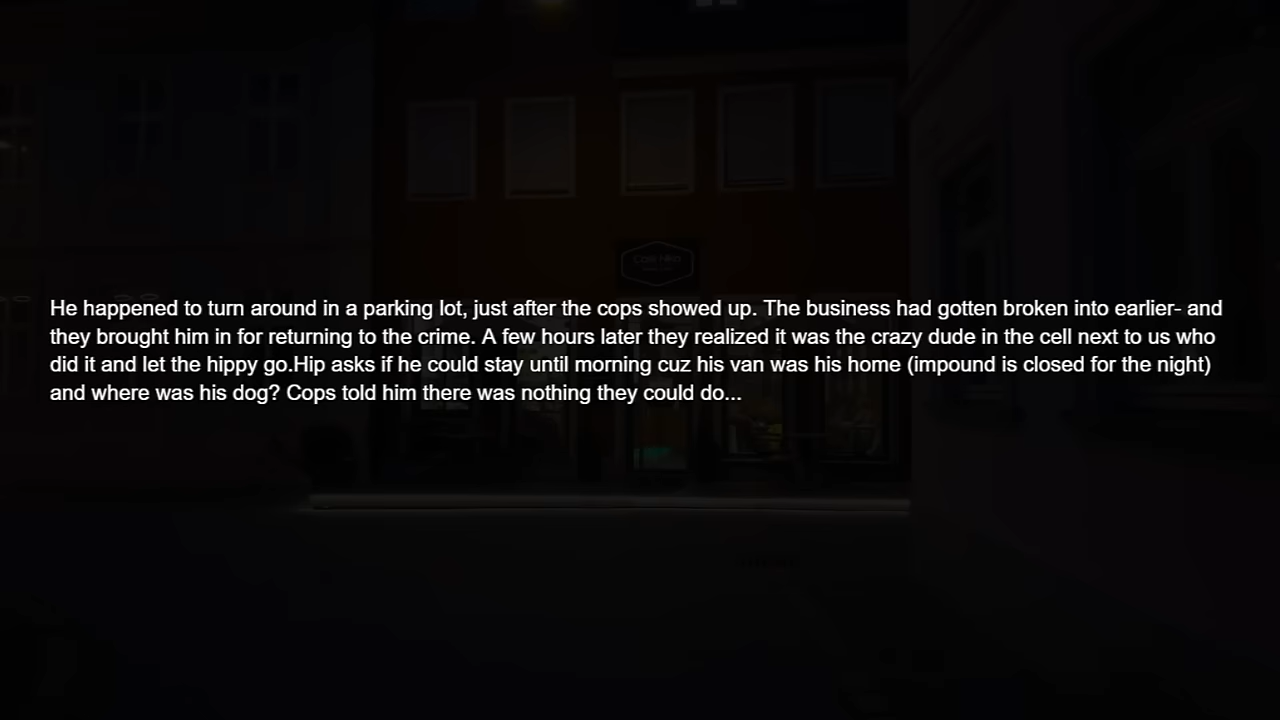 He happened to turn around in a parking lot, just after the cops showed up. The business had gotten broken into earlier- and
they brought him in for returning to the crime. A few hours later they realized it was the crazy dude in the cell next to us who
did it and let the hippy go.Hip asks if he could stay until morning cuz his van was his home (impound is closed for the night)
and where was his dog? Cops told him there was nothing they could do...